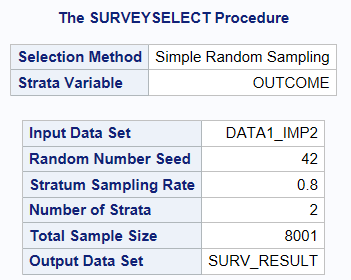 The SURVEYSELECT Procedure
Selection Method Simple Random Sampling
Strata Variable OUTCOME
Input Data Set DATA1_IMP2
Random Number Seed 42
Stratum Sampling Rate 0.8
Number of Strata 2
Total Sample Size 8001
Output Data Set SURV_RESULT